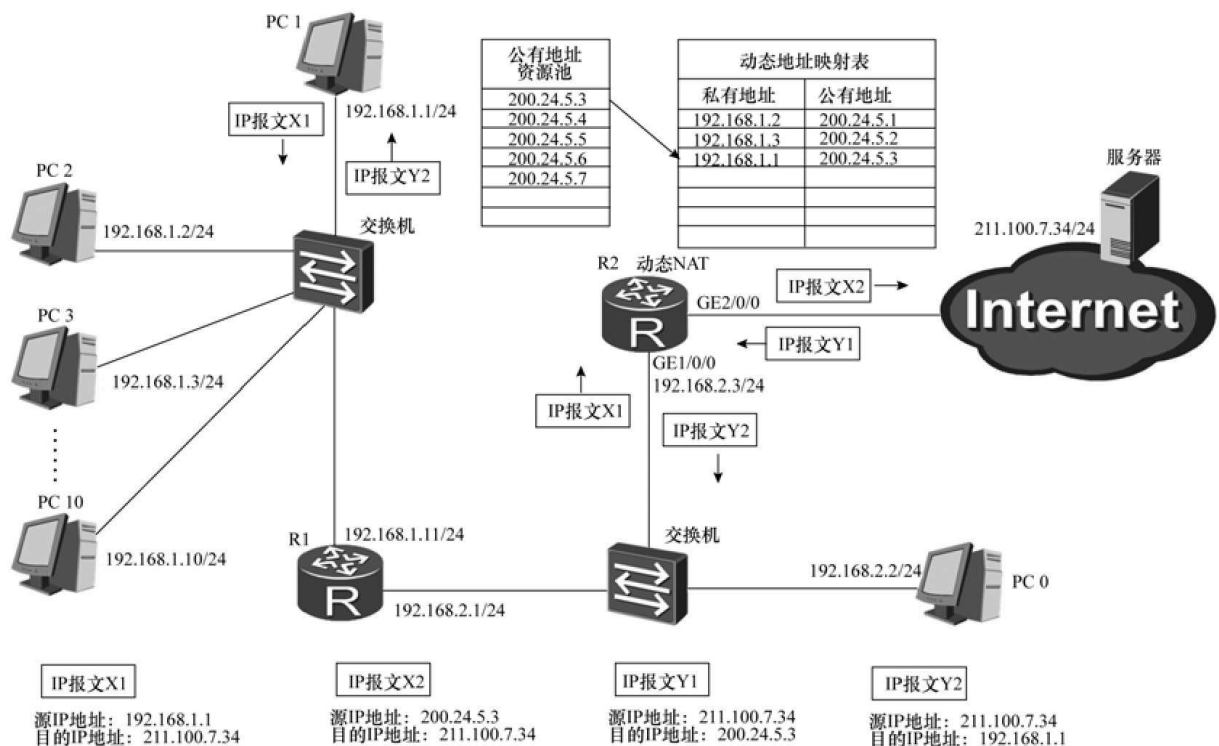 PC 1
192.168.1.1/24
IP报文X1
IP报文Y2
PC 2
192.168.1.2/24
交换机
PC 3
192.168.1.3/24
PC 10
192.168.1.10/24
公有地址
资源池
200.24.5.3
200.24.5.4
200.24.5.5
200.24.5.6
200.24.5.7
动态地址映射表
私有地址 公有地址
192.168.1.2 200.24.5.1
192.168.1.3 200.24.5.2
192.168.1.1 200.24.5.3
服务器
211.100.7.34/24
Internet
R2 动态NAT
IP报文X2
GE2/0/0
R
IP报文Y1
GE1/0/0
192.168.2.3/24
IP报文X1
IP报文Y2
R1
192.168.1.11/24
R
192.168.2.1/24
交换机
192.168.2.2/24
PC 0
IP报文X1
源IP地址：192.168.1.1
目的IP地址：211.100.7.34
IP报文X2
源IP地址：200.24.5.3
目的IP地址：211.100.7.34
IP报文Y1
源IP地址：211.100.7.34
目的IP地址：200.24.5.3
IP报文Y2
源IP地址：211.100.7.34
目的IP地址：192.168.1.1